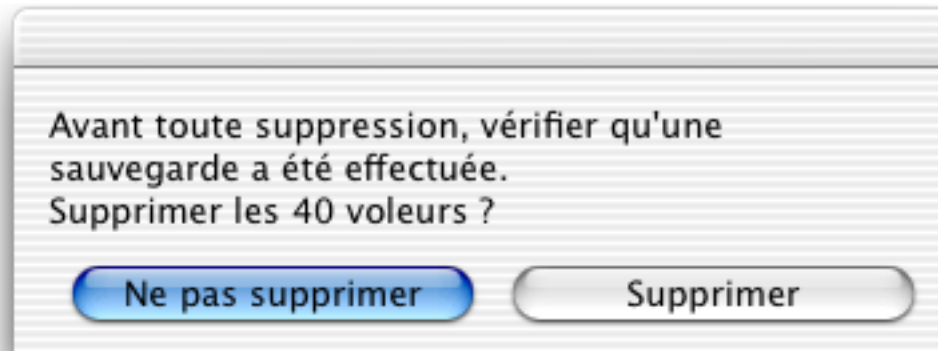 Avant toute suppression, vérifier qu'une
sauvegarde a été effectuée.
Supprimer les 40 voleurs ?
Ne pas supprimer
Supprimer